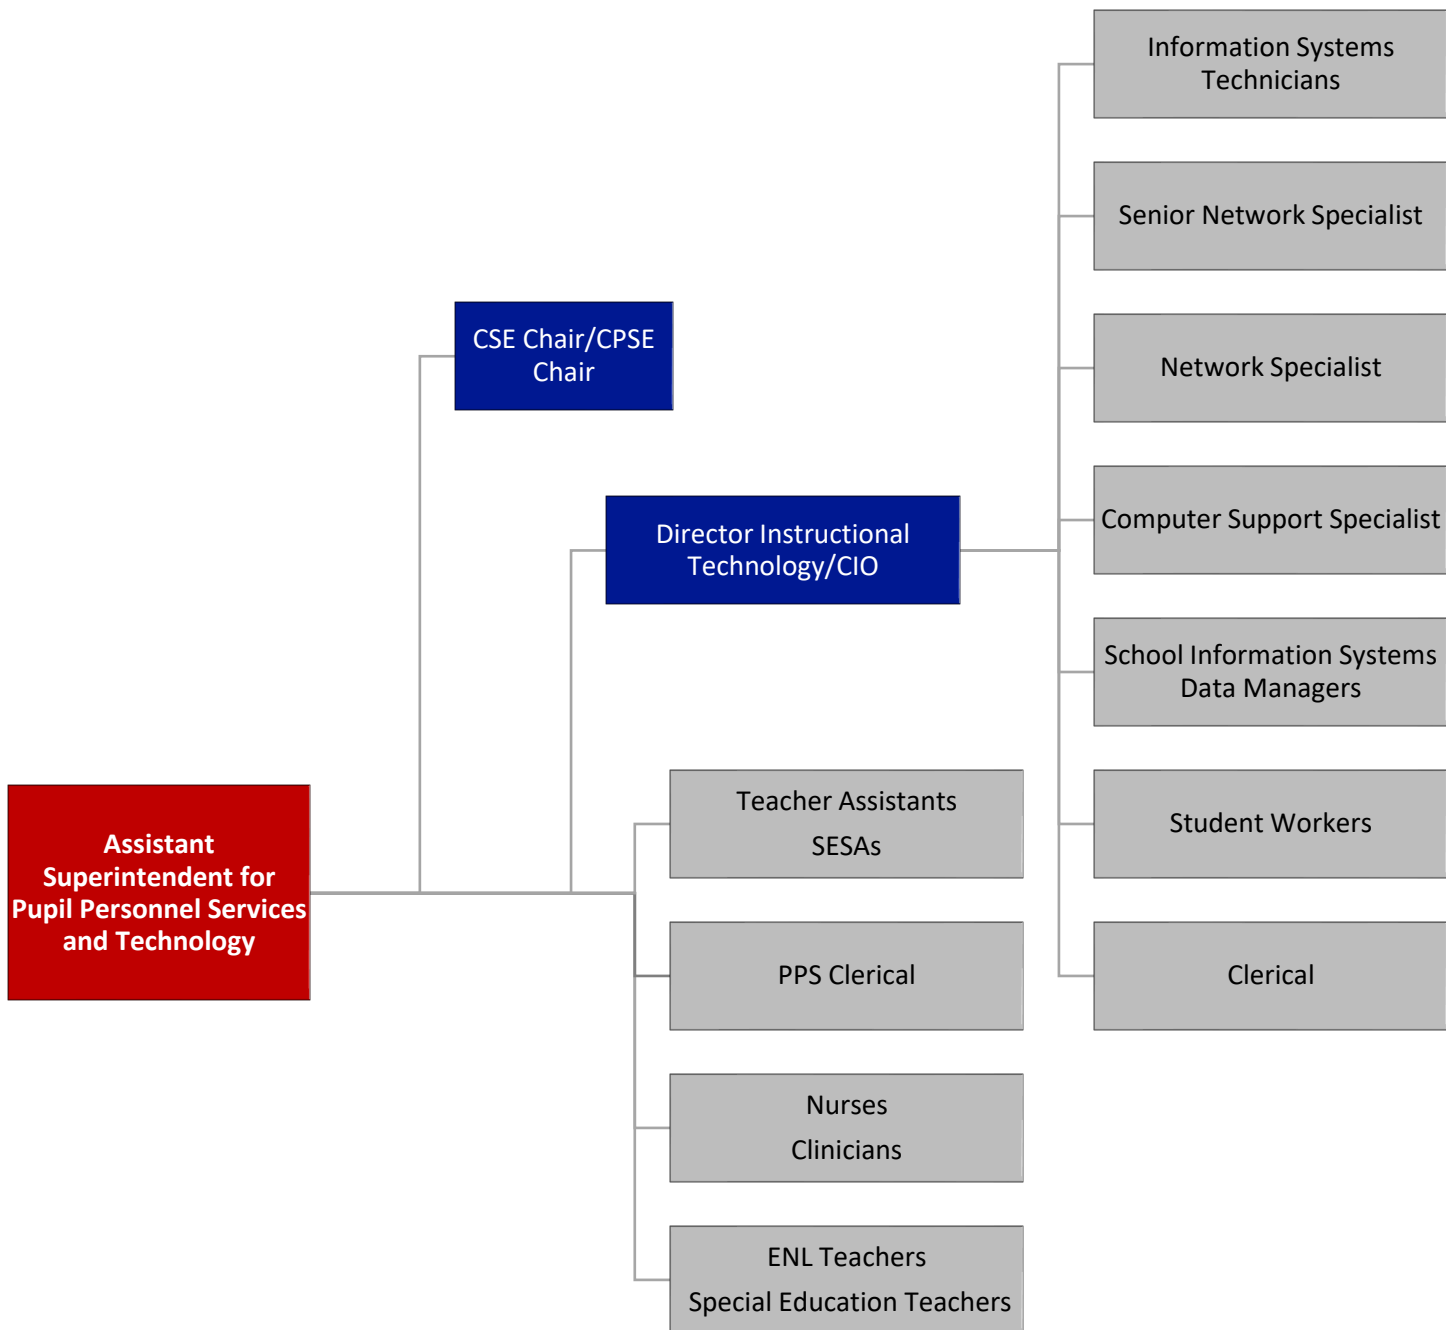 Information Systems
Technicians
Senior Network Specialist
CSE Chair/CPSE
Chair
Network Specialist
Director Instructional
Technology/CIO
Computer Support Specialist
School Information Systems
Data Managers
Assistant
Superintendent for
Pupil Personnel Services
and Technology
Teacher Assistants
SESAs
Student Workers
PPS Clerical
Clerical
Nurses
Clinicians
ENL Teachers
Special Education Teachers